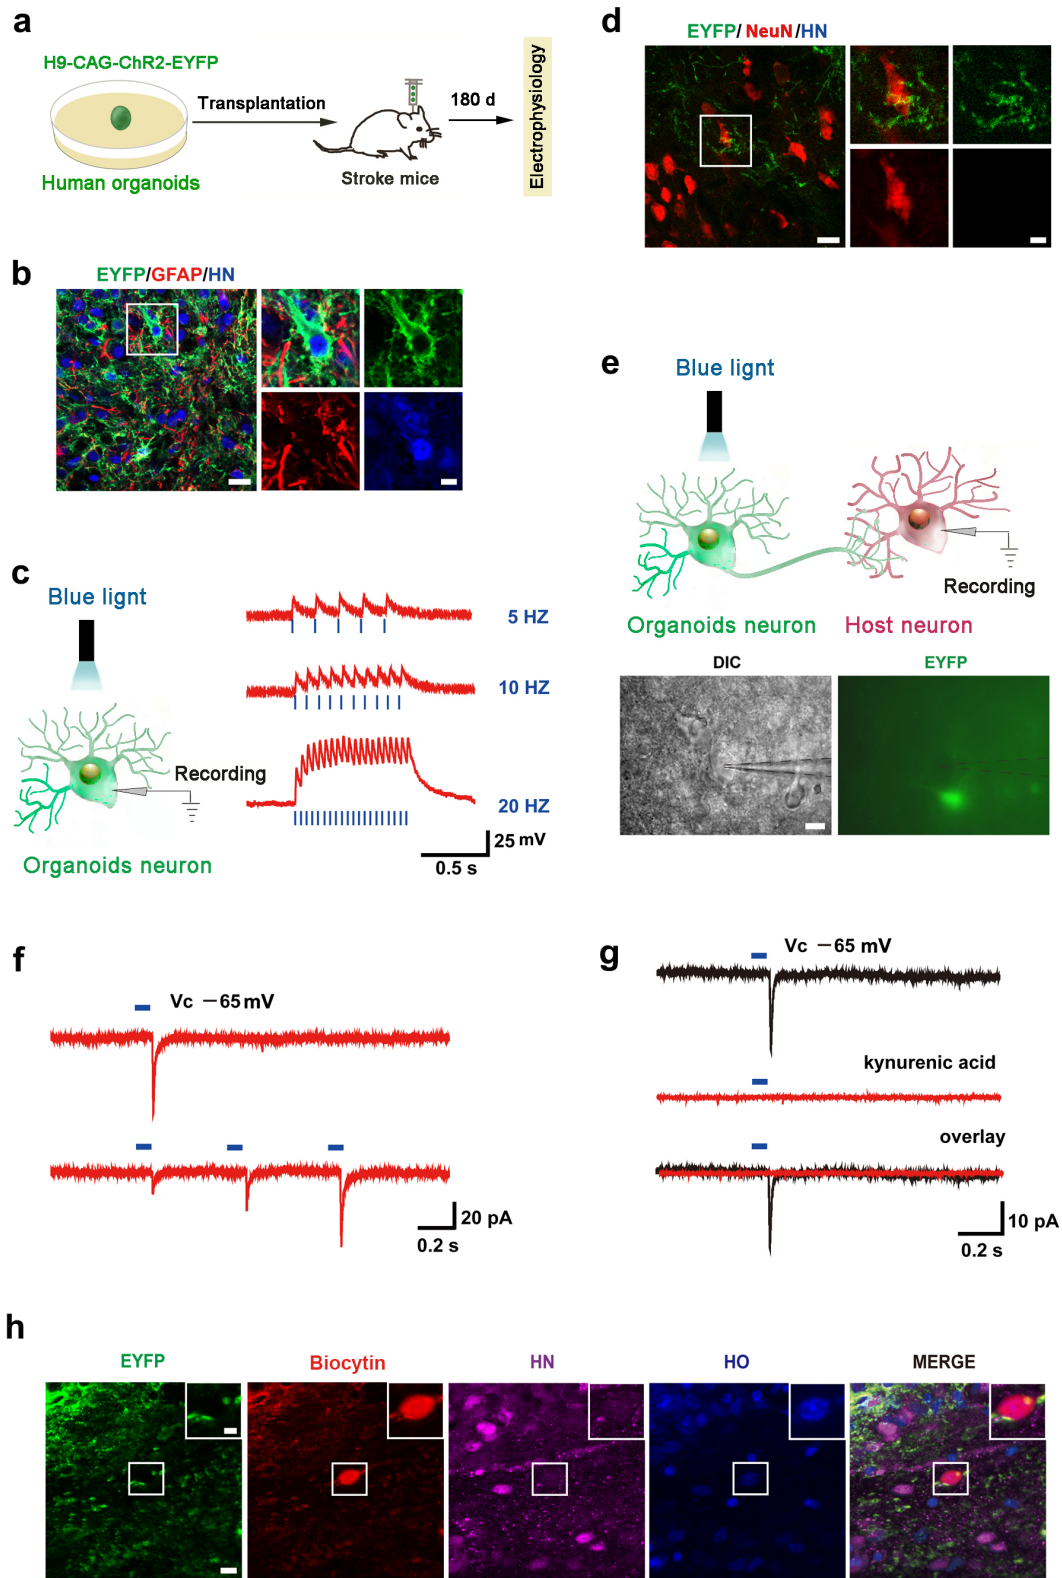 a
H9-CAG-ChR2-EYFP
Transplantation
180 d
Electrophysiology
Human organoids
Stroke mice
b
EYFP/GFAP/HN
c
Blue lignt
5 HZ
10 HZ
20 HZ
Recording
Organoids neuron
25 mV
0.5 s
d
EYFP/ NeuN /HN
e
Blue lignt
Recording
Organoids neuron
Host neuron
DIC
EYFP
f
Vc −65 mV
20 pA
0.2 s
g
Vc −65 mV
kynurenic acid
overlay
10 pA
0.2 s
h
EYFP
Biocytin
HN
HO
MERGE